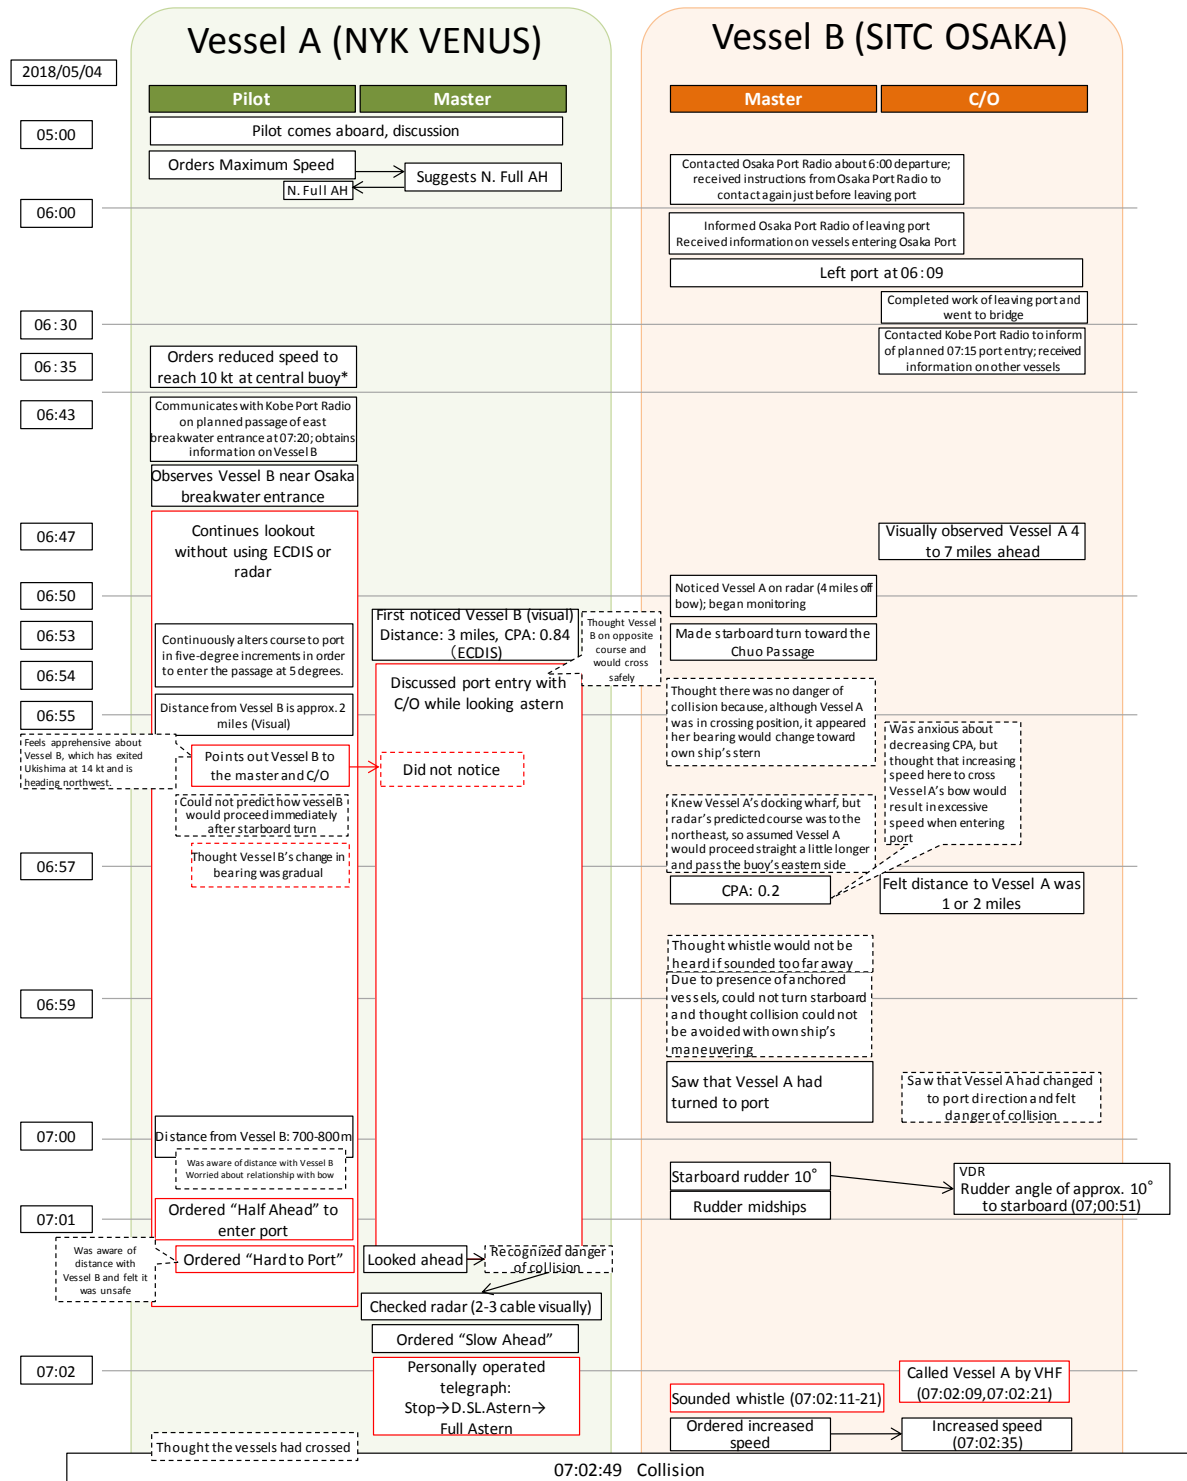 Vessel A (NYK VENUS)
Vessel B (SITC OSAKA)
2018/05/04
Pilot
Master
Master
C/O
05:00
Pilot comes aboard, discussion
Orders Maximum Speed
Suggests N. Full AH
N. Full AH
Contacted Osaka Port Radio about 6:00 departure;
received instructions from Osaka Port Radio to
contact again just before leaving port
06:00
Informed Osaka Port Radio of leaving port
Received information on vessels entering Osaka Port
Left port at 06:09
Completed work of leaving port and
went to bridge
06:30
Contacted Kobe Port Radio to inform
of planned 07:15 port entry; received
information on other vessels
06:35
Orders reduced speed to
reach 10 kt at central buoy*
06:43
Communicates with Kobe Port Radio
on planned passage of east
breakwater entrance at 07:20; obtains
information on Vessel B
Observes Vessel B near Osaka
breakwater entrance
06:47
Continues lookout
without using ECDIS or
radar
Visually observed Vessel A 4
to 7 miles ahead
06:50
Noticed Vessel A on radar (4 miles off
bow); began monitoring
06:53
First noticed Vessel B (visual)
Distance: 3 miles, CPA: 0.84
(ECDIS)
Thought Vessel
B on opposite
course and
would cross
safely
Made starboard turn toward the
Chuo Passage
Continuously alters course to port
in five-degree increments in order
to enter the passage at 5 degrees.
06:54
Discussed port entry with
C/O while looking astern
Thought there was no danger of
collision because, although Vessel A
was in crossing position, it appeared
her bearing would change toward
own ship's stern
06:55
Distance from Vessel B is approx. 2
miles (Visual)
Feels apprehensive about
Vessel B, which has exited
Ukishima at 14 kt and is
heading northwest.
Points out Vessel B to
the master and C/O
Did not notice
Was anxious about
decreasing CPA, but
thought that increasing
speed here to cross
Vessel A's bow would
result in excessive
speed when entering
port
Could not predict how vessel B
would proceed immediately
after starboard turn
Knew Vessel A's docking wharf, but
radar's predicted course was to the
northeast, so assumed Vessel A
would proceed straight a little longer
and pass the buoy's eastern side
06:57
Thought Vessel B's change in
bearing was gradual
CPA: 0.2
Felt distance to Vessel A was
1 or 2 miles
Thought whistle would not be
heard if sounded too far away
06:59
Due to presence of anchored
vessels, could not turn starboard
and thought collision could not
be avoided with own ship's
maneuvering
Saw that Vessel A had
turned to port
Saw that Vessel A had changed
to port direction and felt
danger of collision
07:00
Distance from Vessel B: 700-800m
Was aware of distance with Vessel B
Worried about relationship with bow
Starboard rudder 10°
VDR
Rudder angle of approx. 10°
to starboard (07;00:51)
Rudder midships
07:01
Ordered "Half Ahead" to
enter port
Was aware of
distance with
Vessel B and felt it
was unsafe
Ordered "Hard to Port"
Looked ahead
Recognized danger
of collision
Checked radar (2-3 cable visually)
Ordered "Slow Ahead"
07:02
Personally operated
telegraph:
Stop→D.SL.Astern→
Full Astern
Called Vessel A by VHF
(07:02:09,07:02:21)
Sounded whistle (07:02:11-21)
Ordered increased
speed
Increased speed
(07:02:35)
Thought the vessels had crossed
07:02:49 Collision